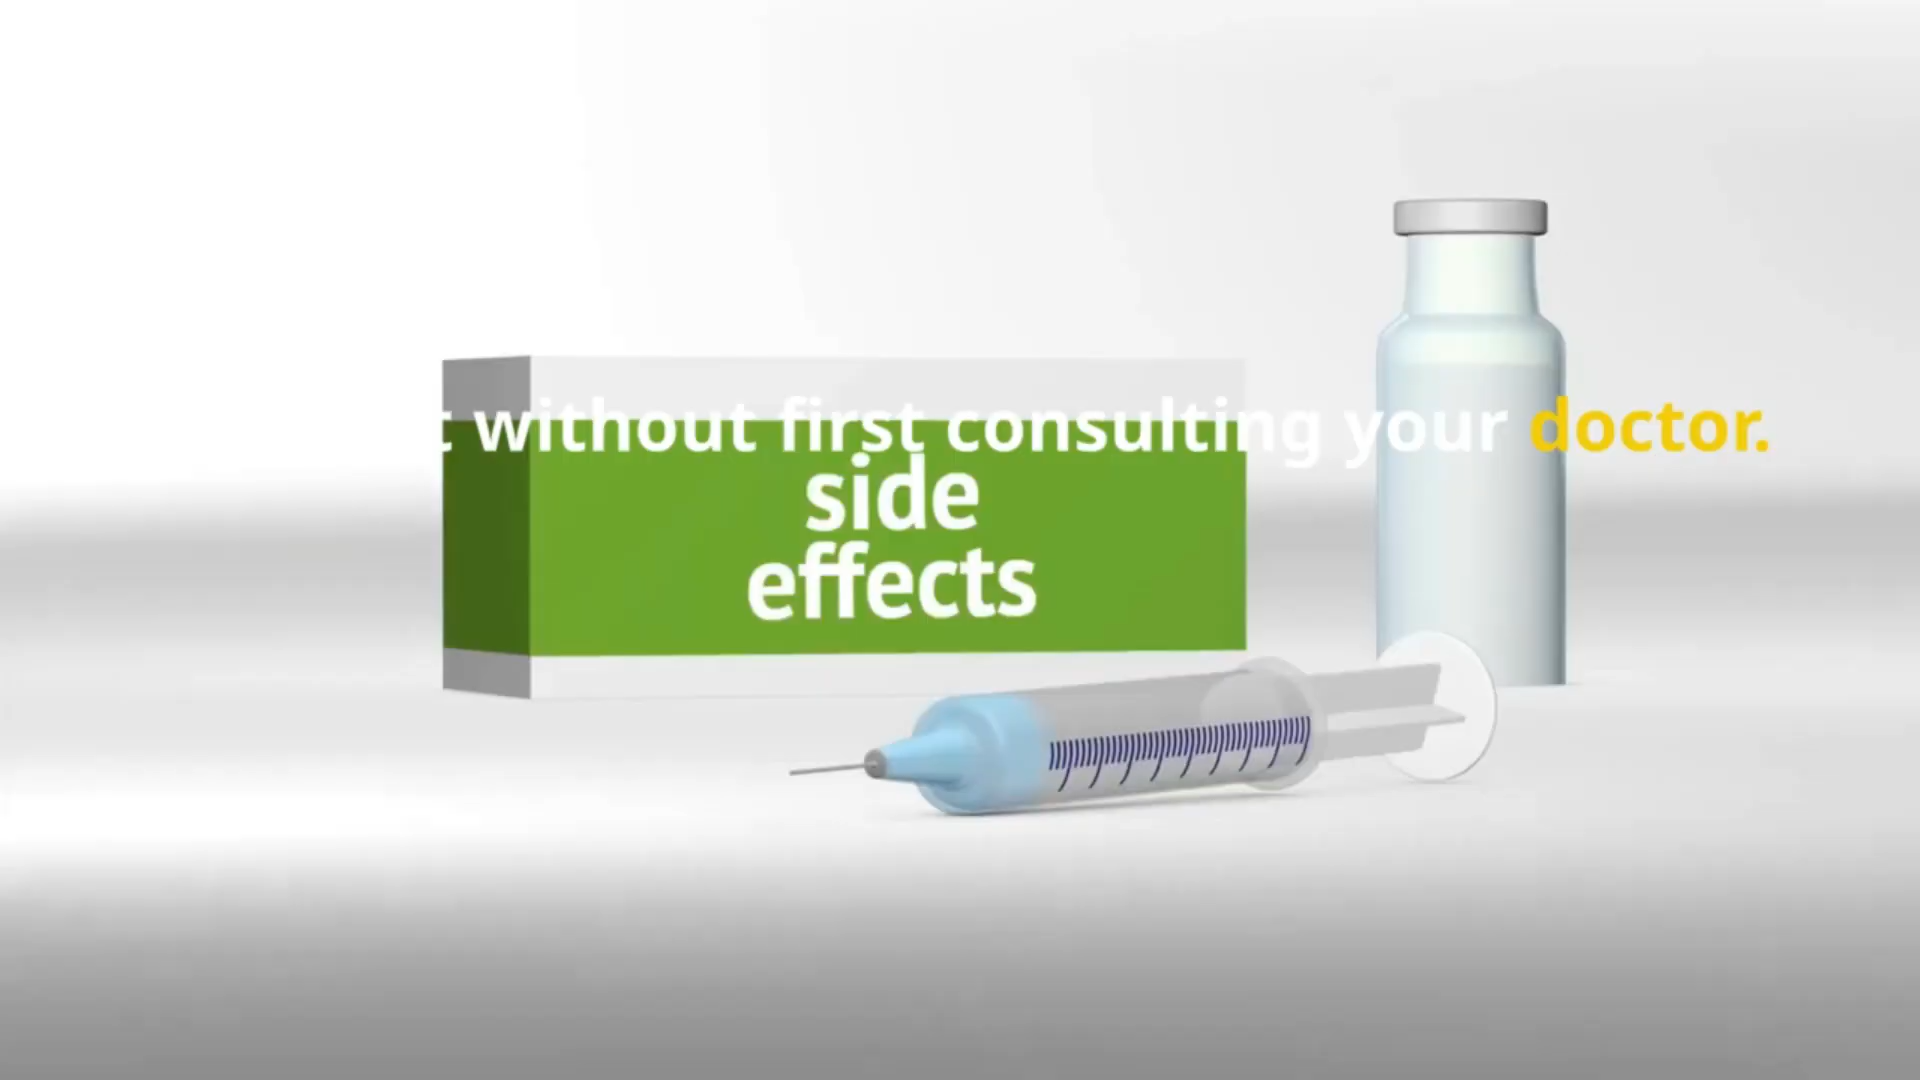 without first consulting your doctor.
side
effects